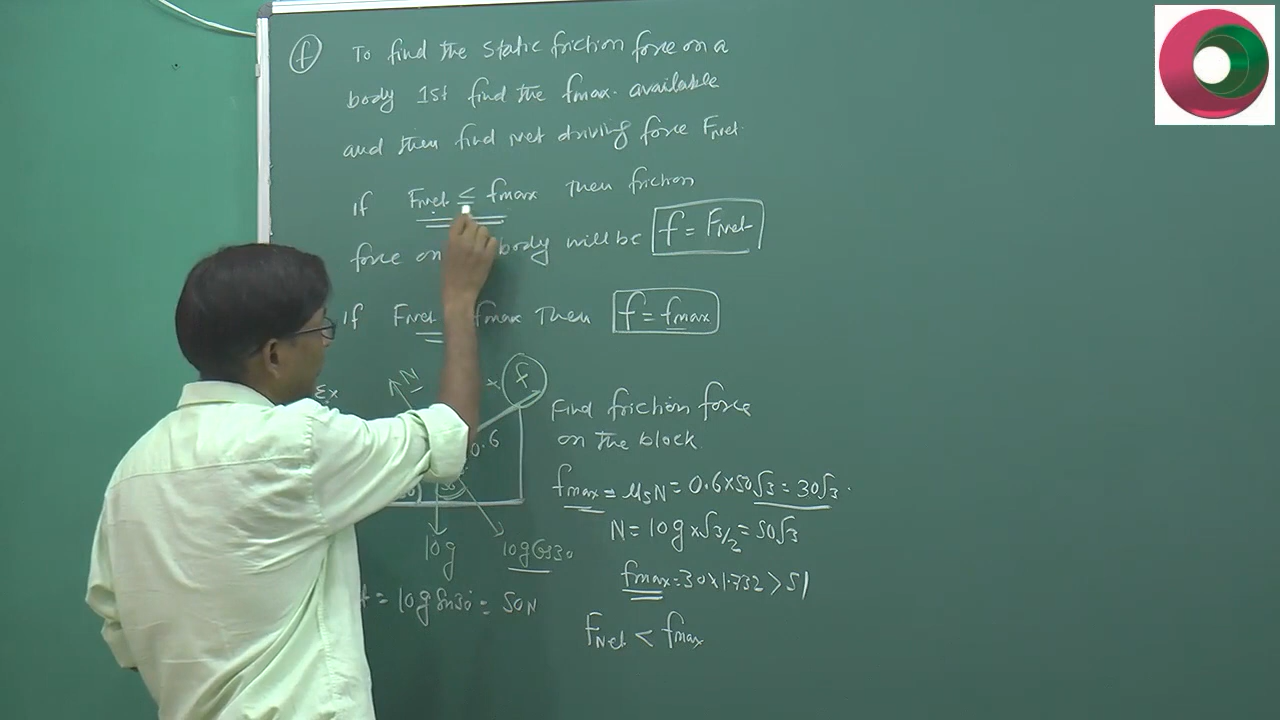 (f) To find the static friction force on a
body 1st find the fmax. available
and then find net driving force Fnet.
If Fnet ≤ fmax Then friction
force on body will be f = Fnet
If Fnet fmax Then f = fmax
Ex N f
0.6
Find friction force
on the block.
fmax = μsN = 0.6×50√3 = 30√3.
N = 10g×√3/2 = 50√3
10g 10gCos30
fmax = 30×1.732 > 51
= 10g Sin30 = 50N
FNet < fmax